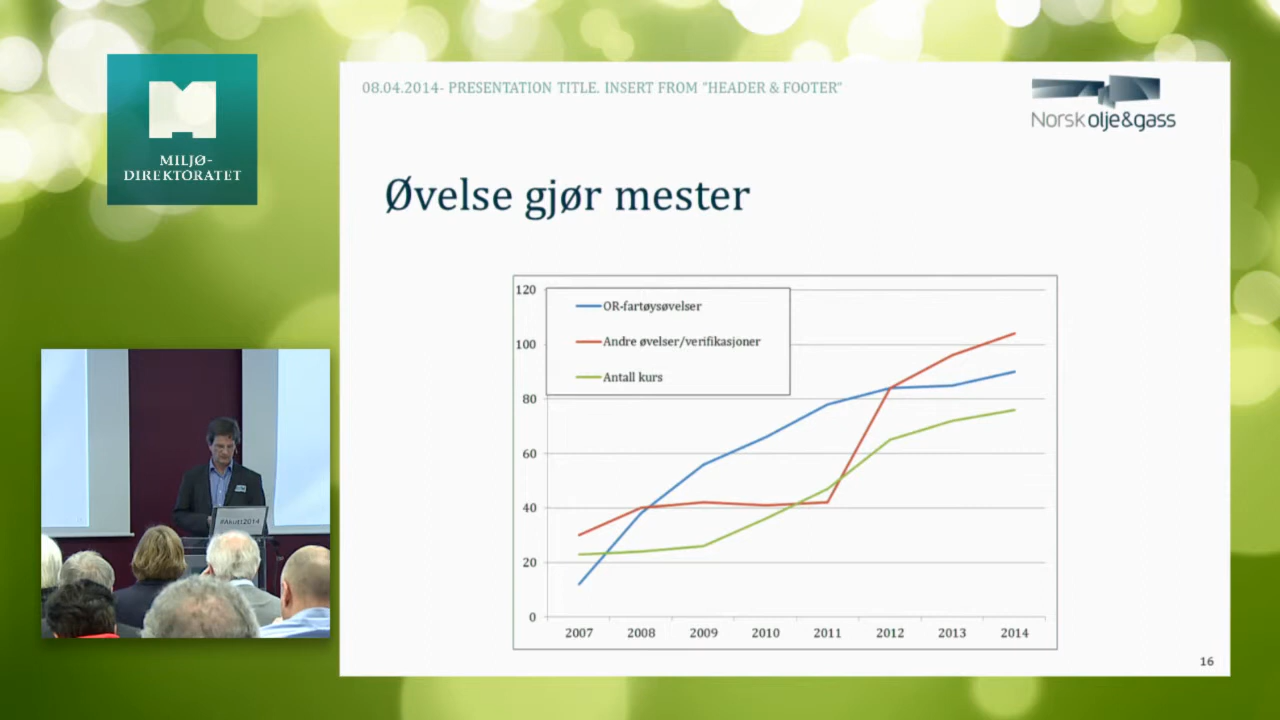 MILJØ-
DIREKTORATET
08.04.2014- PRESENTATION TITLE. INSERT FROM "HEADER & FOOTER"
Norsk olje&gass
Øvelse gjør mester
120
100
80
60
40
20
0
OR-fartøysøvelser
Andre øvelser/verifikasjoner
Antall kurs
2007 2008 2009 2010 2011 2012 2013 2014
16
#Akutt2014